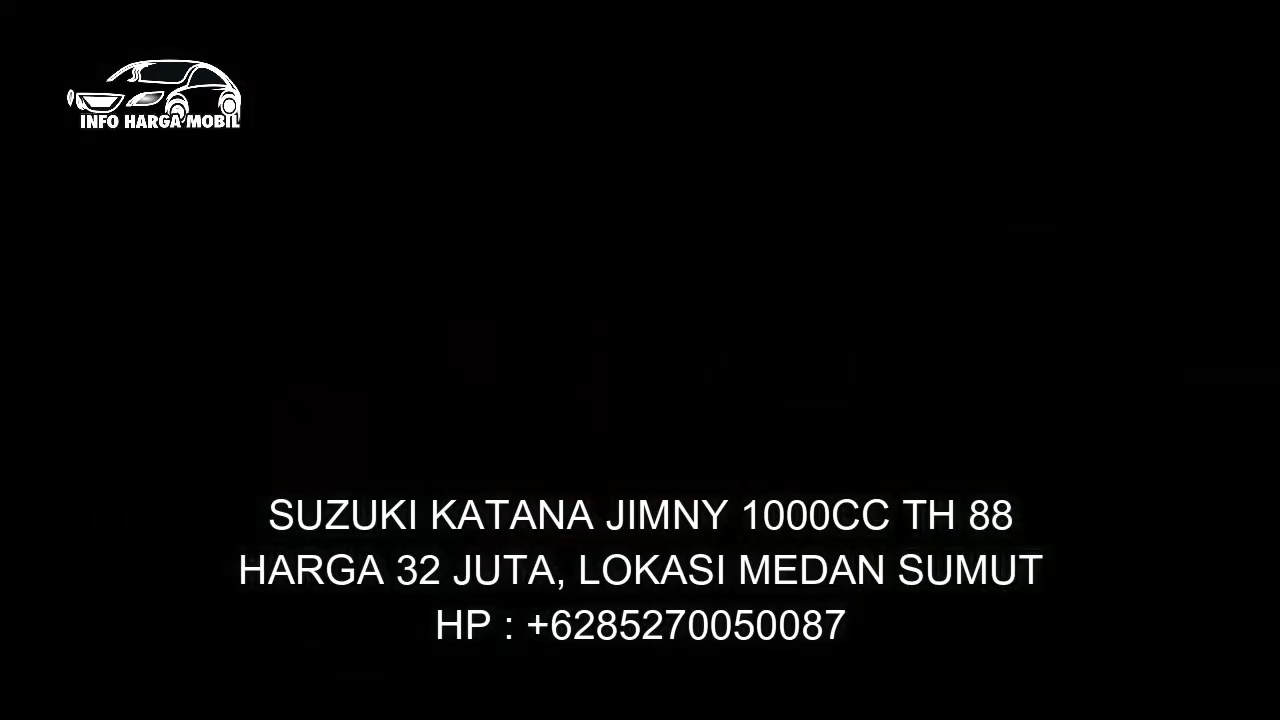 INFO HARGA MOBIL
SUZUKI KATANA JIMNY 1000CC TH 88
HARGA 32 JUTA, LOKASI MEDAN SUMUT
HP : +6285270050087